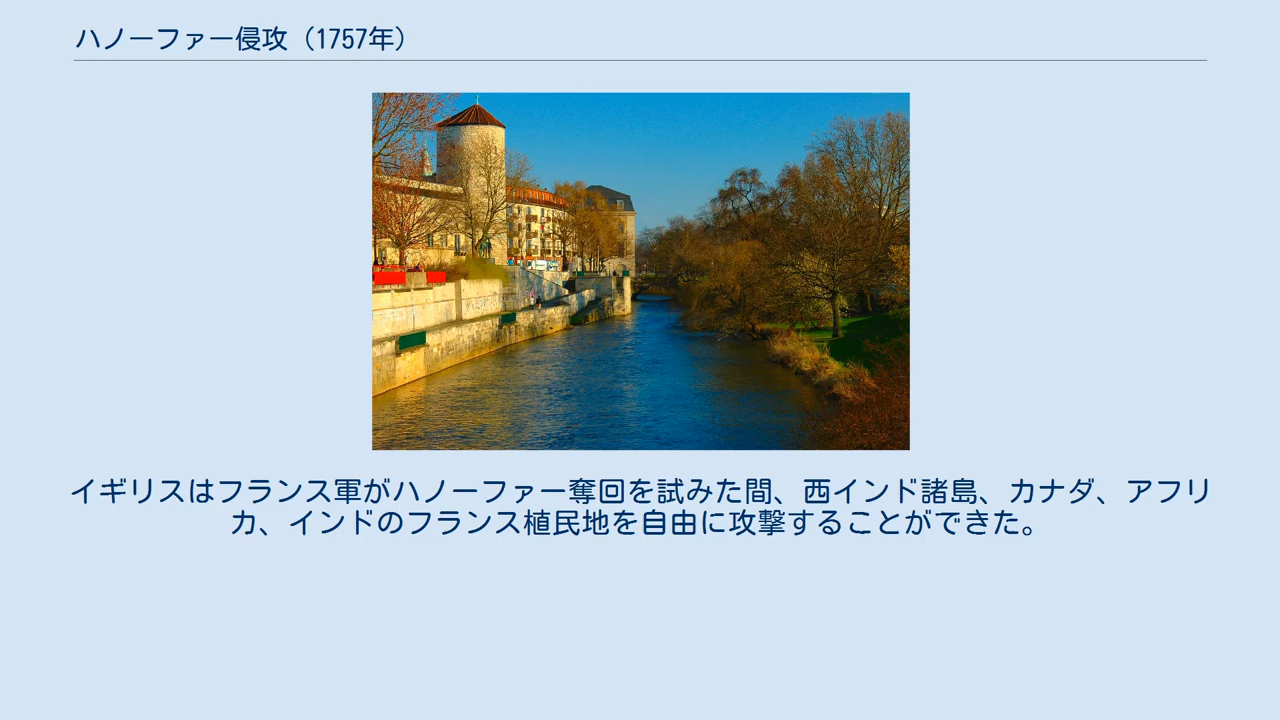 ハノーファー侵攻（1757年）
イギリスはフランス軍がハノーファー奪回を試みた間、西インド諸島、カナダ、アフリ
カ、インドのフランス植民地を自由に攻撃することができた。